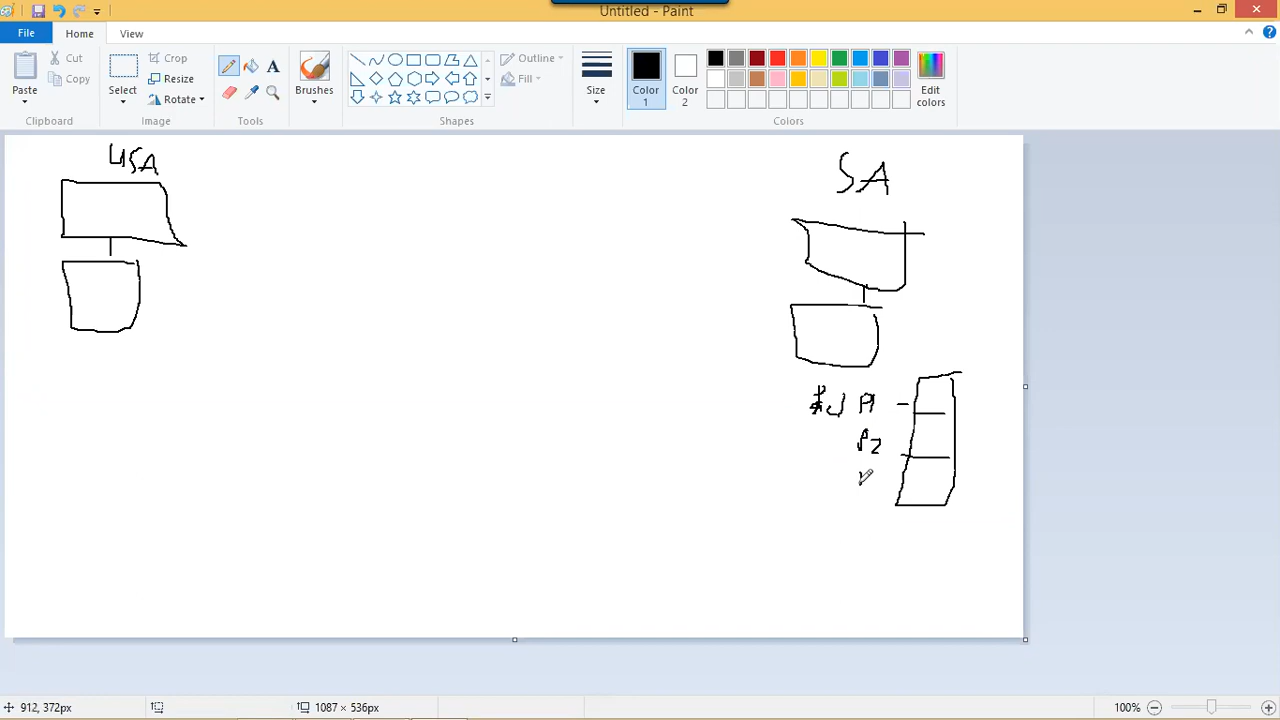 Untitled - Paint
File
Home
View
Paste
Cut
Copy
Clipboard
Select
Crop
Resize
Rotate
Image
Tools
Brushes
Shapes
Outline
Fill
Size
Color 1
Color 2
Edit colors
Colors
USA
SA
P1
P2
912, 372px
1087 × 536px
100%